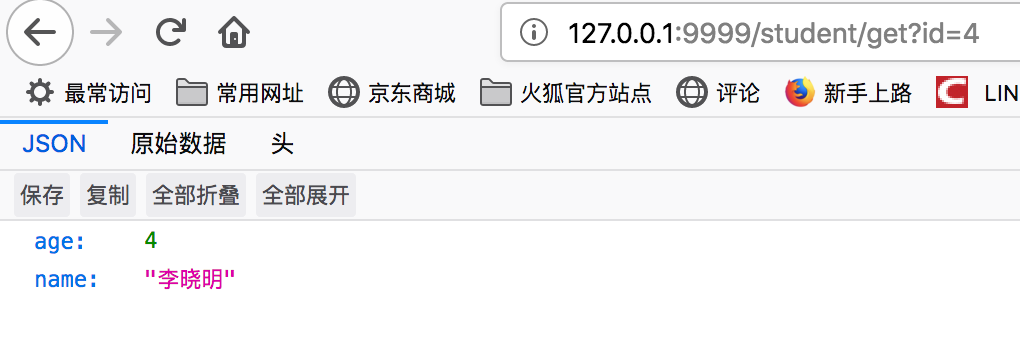 127.0.0.1:9999/student/get?id=4
最常访问 常用网址 京东商城 火狐官方站点 评论 新手上路 LIN
JSON 原始数据 头
保存 复制 全部折叠 全部展开
age: 4
name: "李晓明"